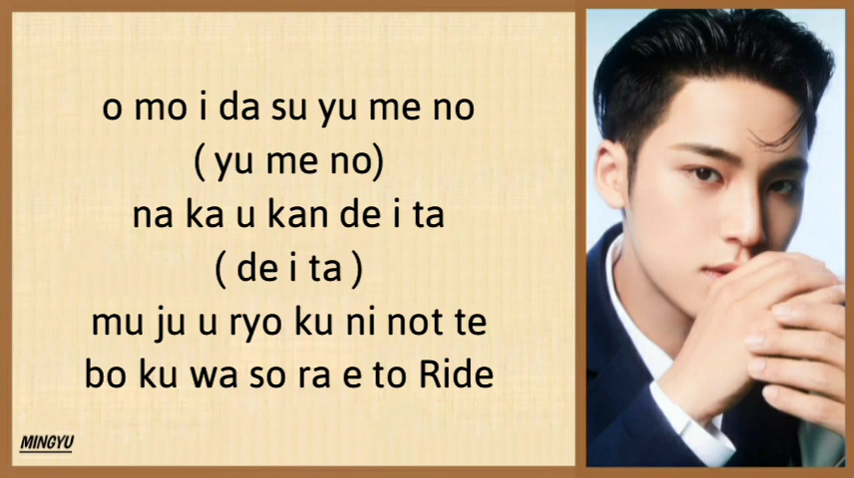 o mo i da su yu me no
( yu me no)
na ka u kan de i ta
( de i ta )
mu ju u ryo ku ni not te
bo ku wa so ra e to Ride
MINGYU